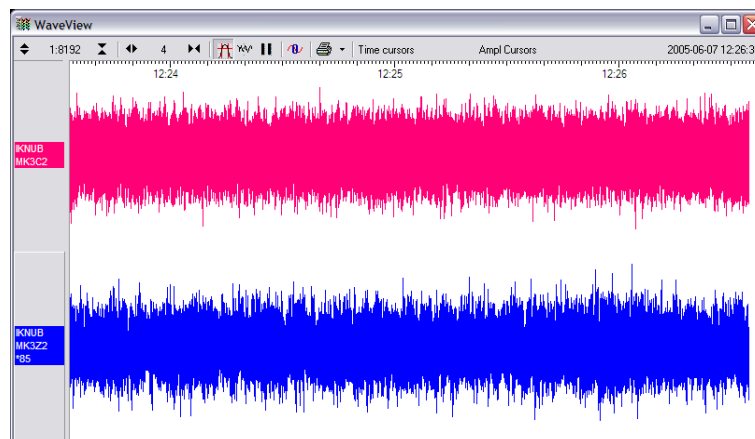 WaveView
1:8192 4 Time cursors Ampl Cursors 2005-06-07 12:26:3
12:24 12:25 12:26
IKNUB
MK3C2
IKNUB
MK3Z2
*85